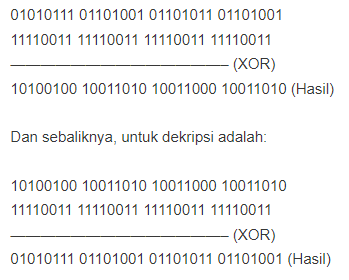 01010111 01101001 01101011 01101001
11110011 11110011 11110011 11110011
——————————————– (XOR)
10100100 10011010 10011000 10011010 (Hasil)
Dan sebaliknya, untuk dekripsi adalah:
10100100 10011010 10011000 10011010
11110011 11110011 11110011 11110011
——————————————– (XOR)
01010111 01101001 01101011 01101001 (Hasil)